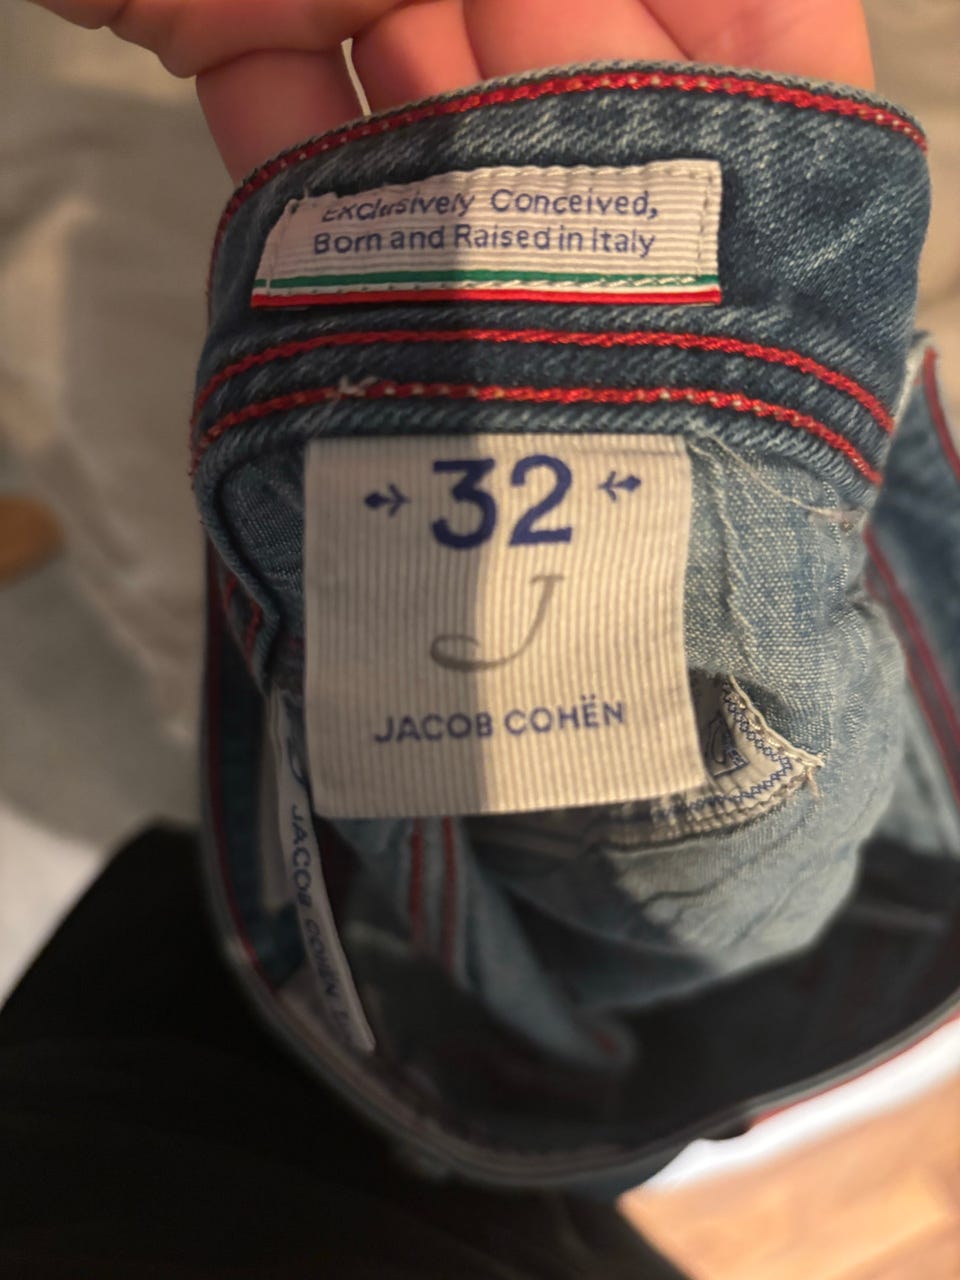 Exclusively Conceived,
Born and Raised in Italy
32
J
JACOB COHËN
JACOB COHËN